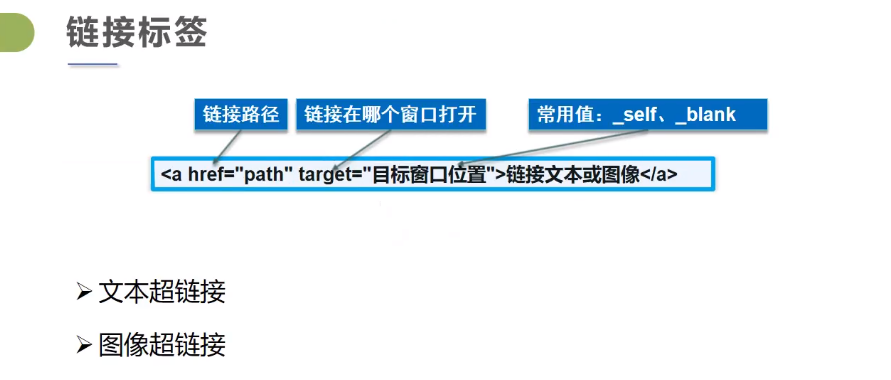 链接标签
链接路径
链接在哪个窗口打开
常用值：_self、_blank
<a href="path" target="目标窗口位置">链接文本或图像</a>
文本超链接
图像超链接